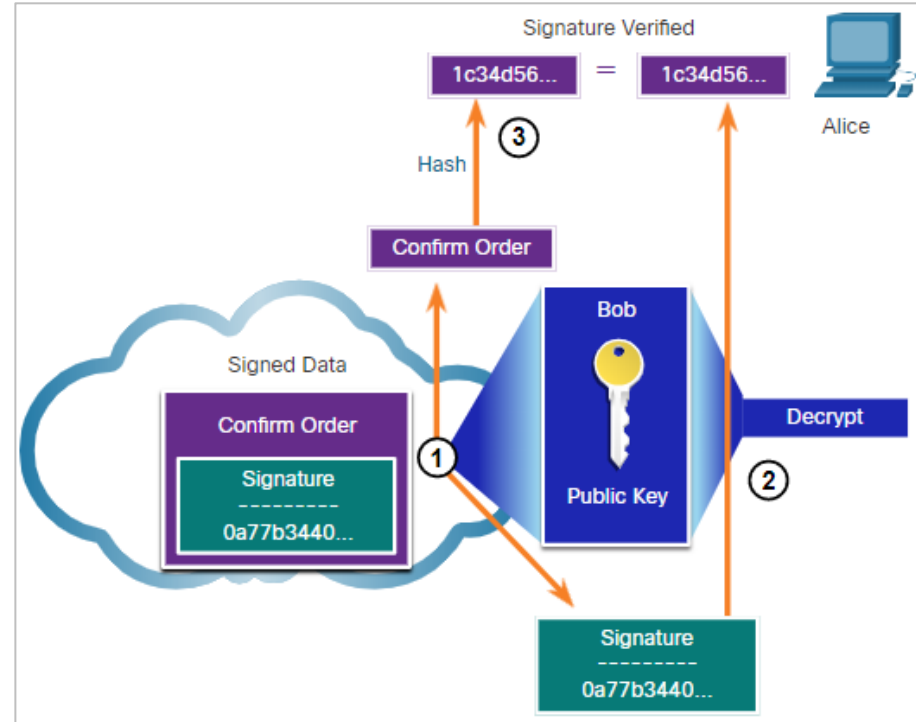 Signature Verified
1c34d56...
=
1c34d56...
Alice
3
Hash
Confirm Order
Bob
Signed Data
Confirm Order
Decrypt
1
Signature
---------
0a77b3440...
2
Public Key
Signature
---------
0a77b3440...